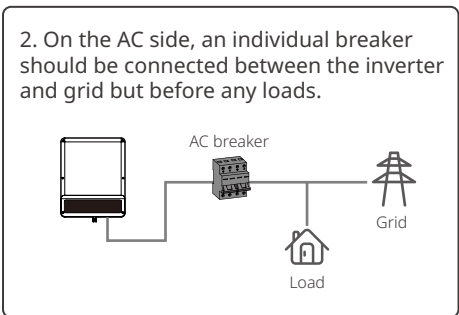 2. On the AC side, an individual breaker
should be connected between the inverter
and grid but before any loads.
AC breaker
Grid
Load